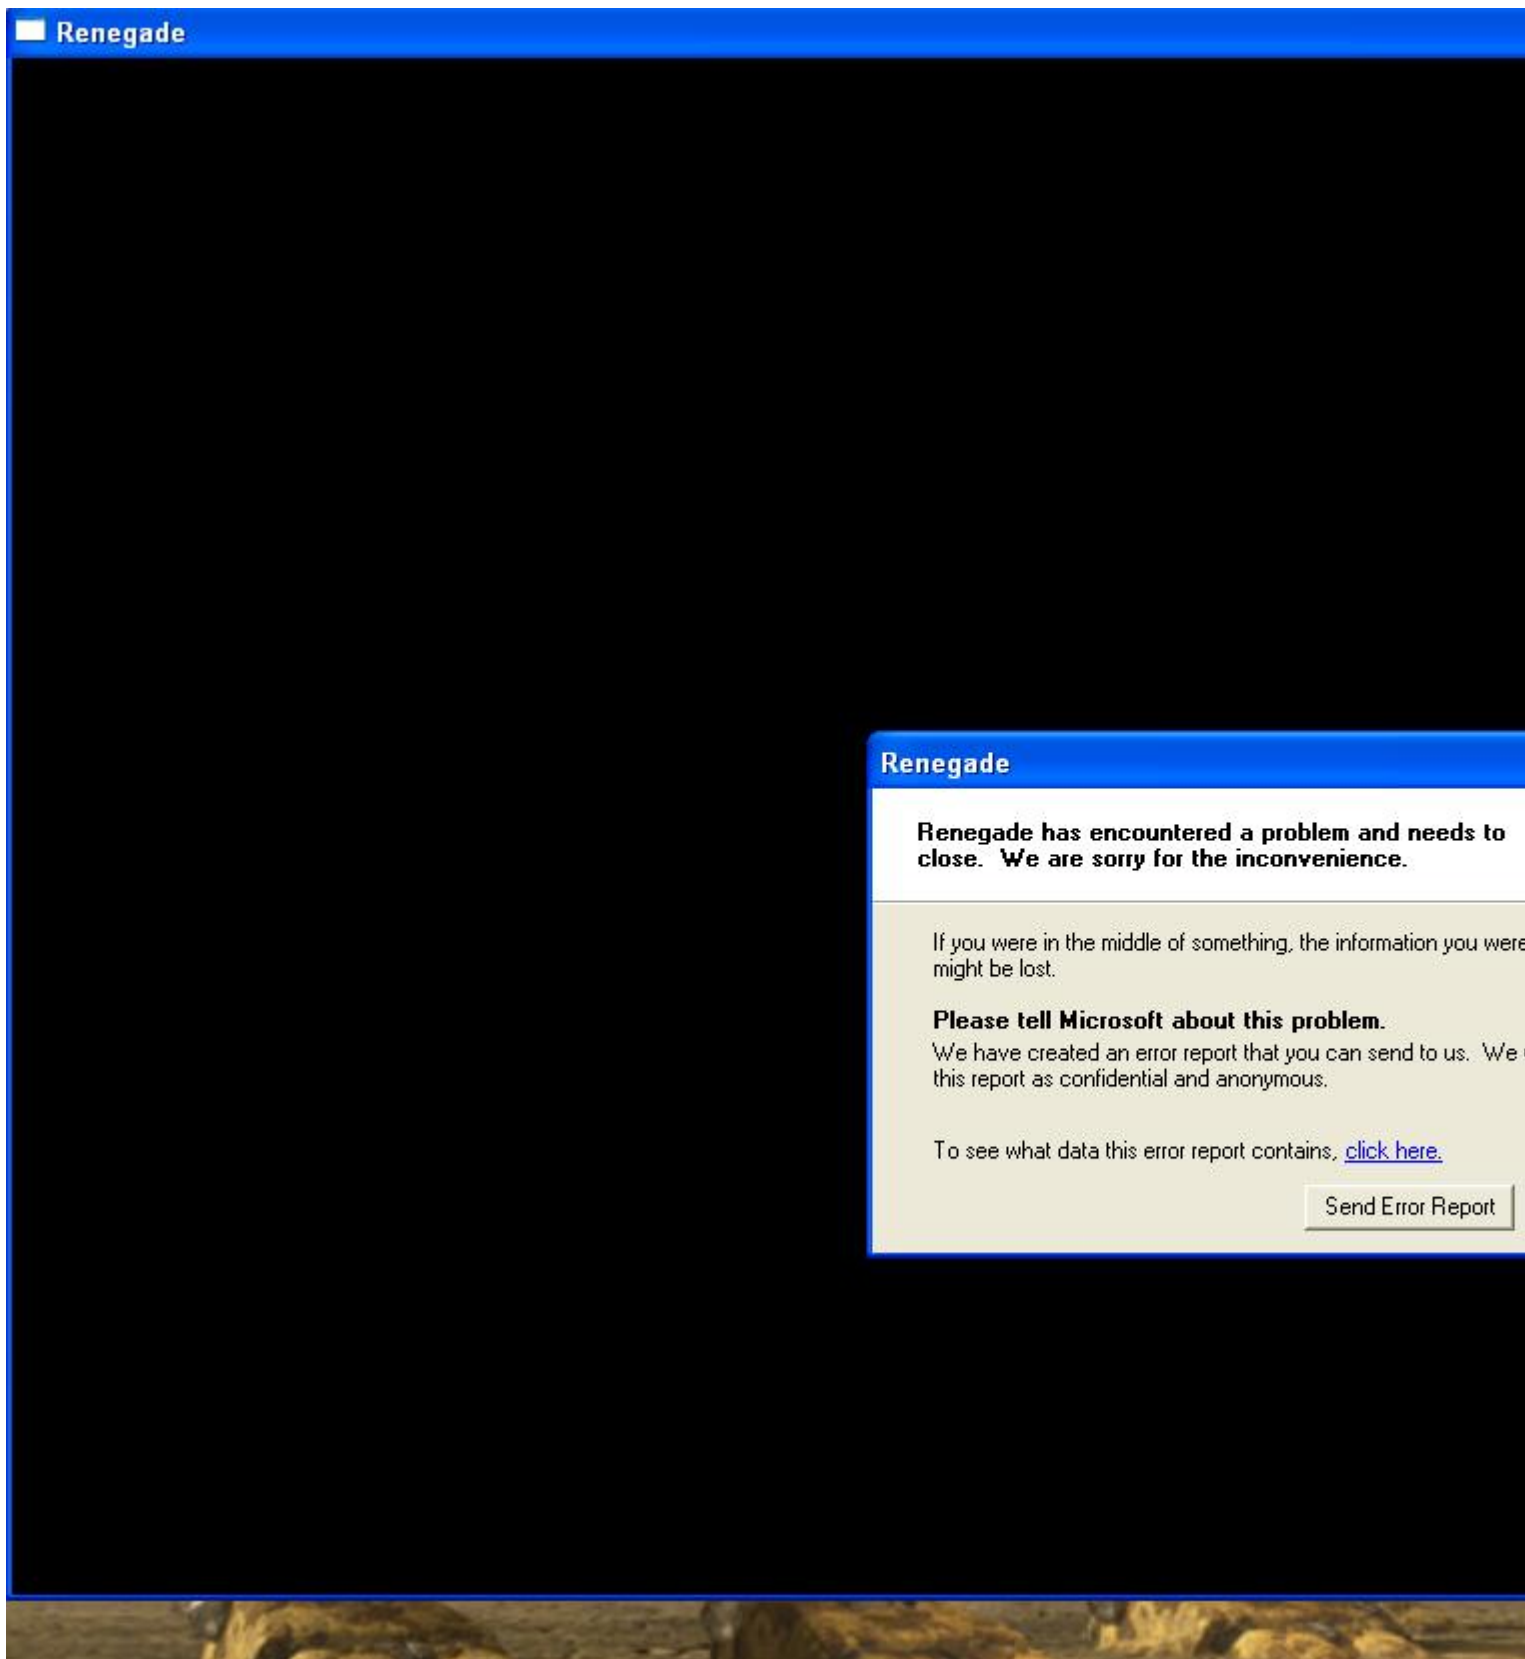 Renegade
Renegade
Renegade has encountered a problem and needs to
close.  We are sorry for the inconvenience.
If you were in the middle of something, the information you were
might be lost.
Please tell Microsoft about this problem.
We have created an error report that you can send to us.  We
this report as confidential and anonymous.
To see what data this error report contains, click here.
Send Error Report